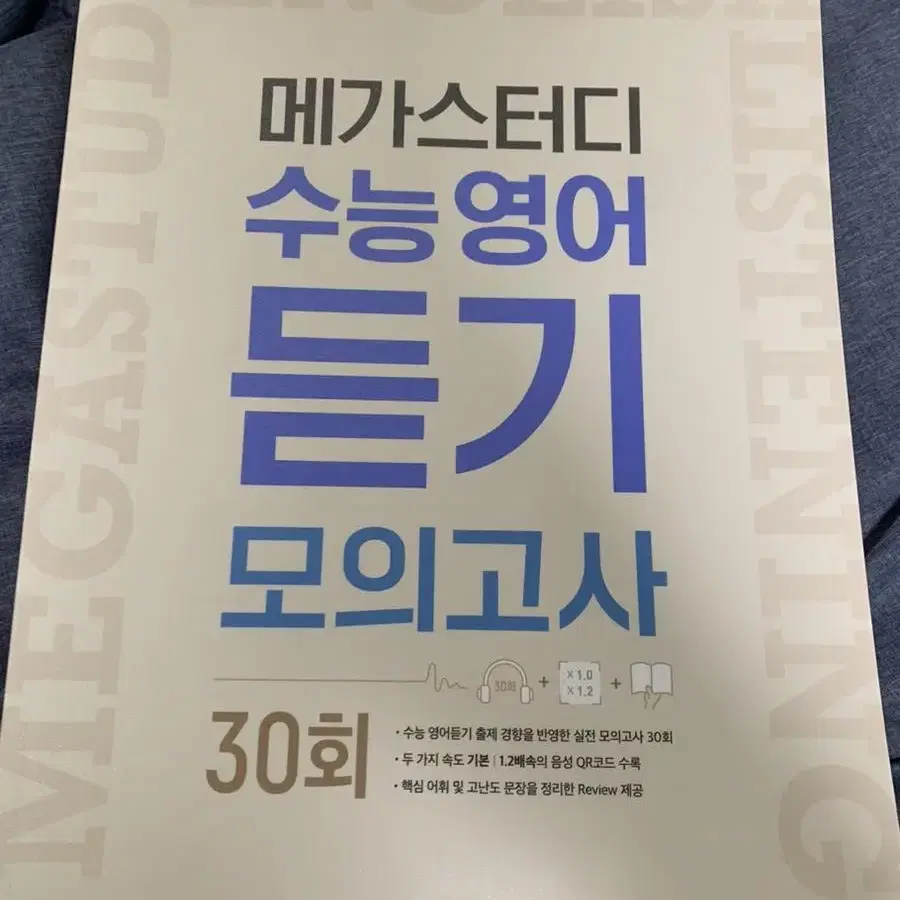 메가스터디
수능 영어
듣기
모의고사
30회
× 1.0
× 1.2
30회
· 수능 영어듣기 출제 경향을 반영한 실전 모의고사 30회
· 두 가지 속도 기본 | 1.2배속의 음성 QR코드 수록
· 핵심 어휘 및 고난도 문장을 정리한 Review 제공
MEGASTUD
LISTENING